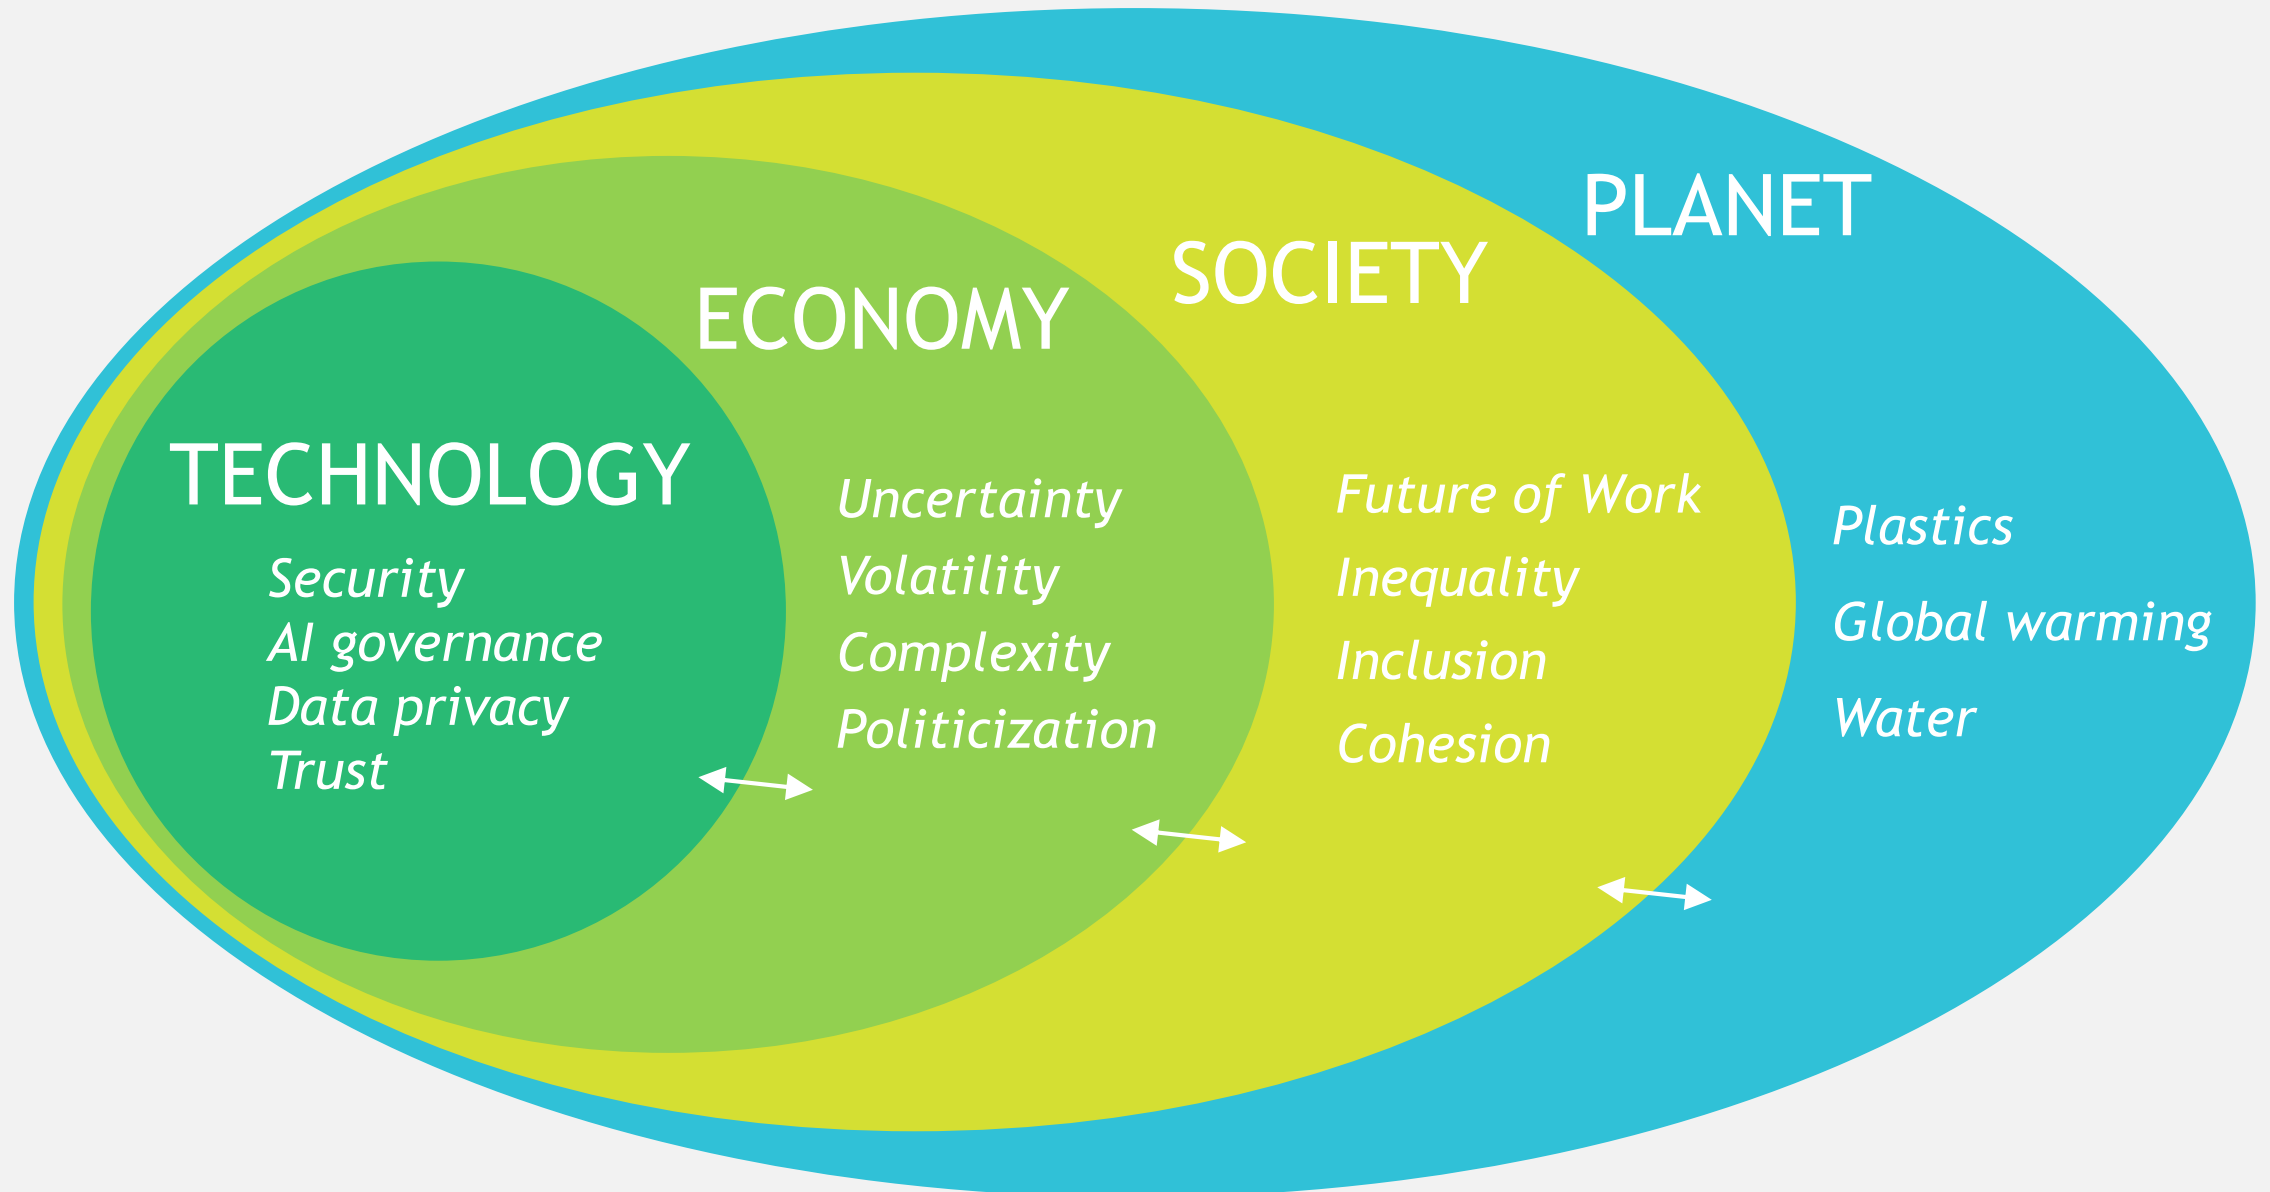 TECHNOLOGY
Security
AI governance
Data privacy
Trust
ECONOMY
Uncertainty
Volatility
Complexity
Politicization
SOCIETY
Future of Work
Inequality
Inclusion
Cohesion
PLANET
Plastics
Global warming
Water